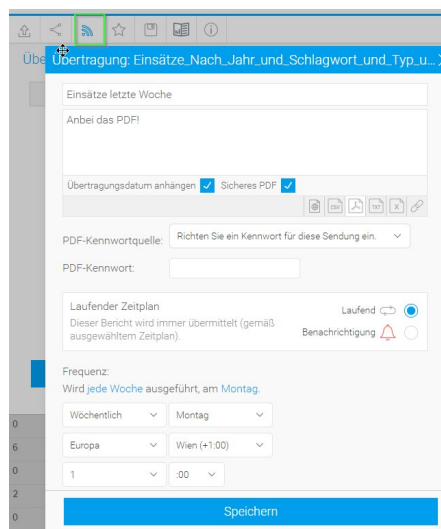 Übe
Übertragung: Einsätze_Nach_Jahr_und_Schlagwort_und_Typ_u...
Einsätze letzte Woche
Anbei das PDF!
Übertragungsdatum anhängen Sicheres PDF
CSV TXT X
PDF-Kennwortquelle: Richten Sie ein Kennwort für diese Sendung ein.
PDF-Kennwort:
Laufender Zeitplan
Dieser Bericht wird immer übermittelt (gemäß
ausgewähltem Zeitplan).
Laufend
Benachrichtigung
Frequenz:
Wird jede Woche ausgeführt, am Montag.
Wöchentlich Montag
Europa Wien (+1:00)
1 :00
0
6
0
2
0
Speichern